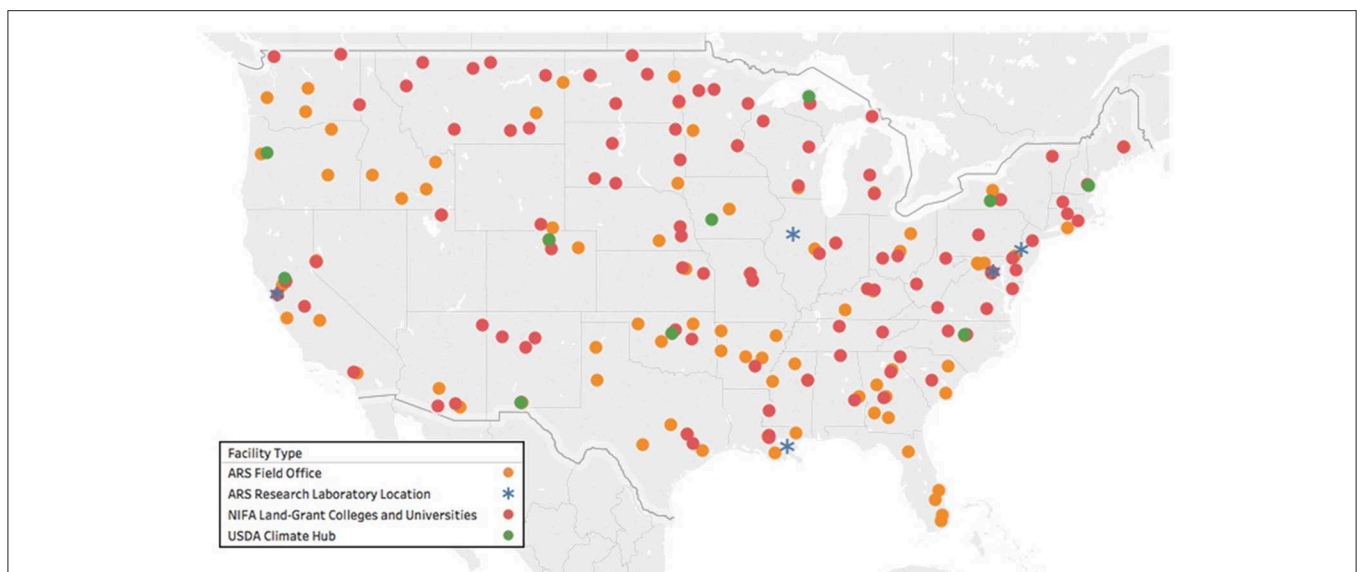 Facility Type
ARS Field Office
ARS Research Laboratory Location
NIFA Land-Grant Colleges and Universities
USDA Climate Hub